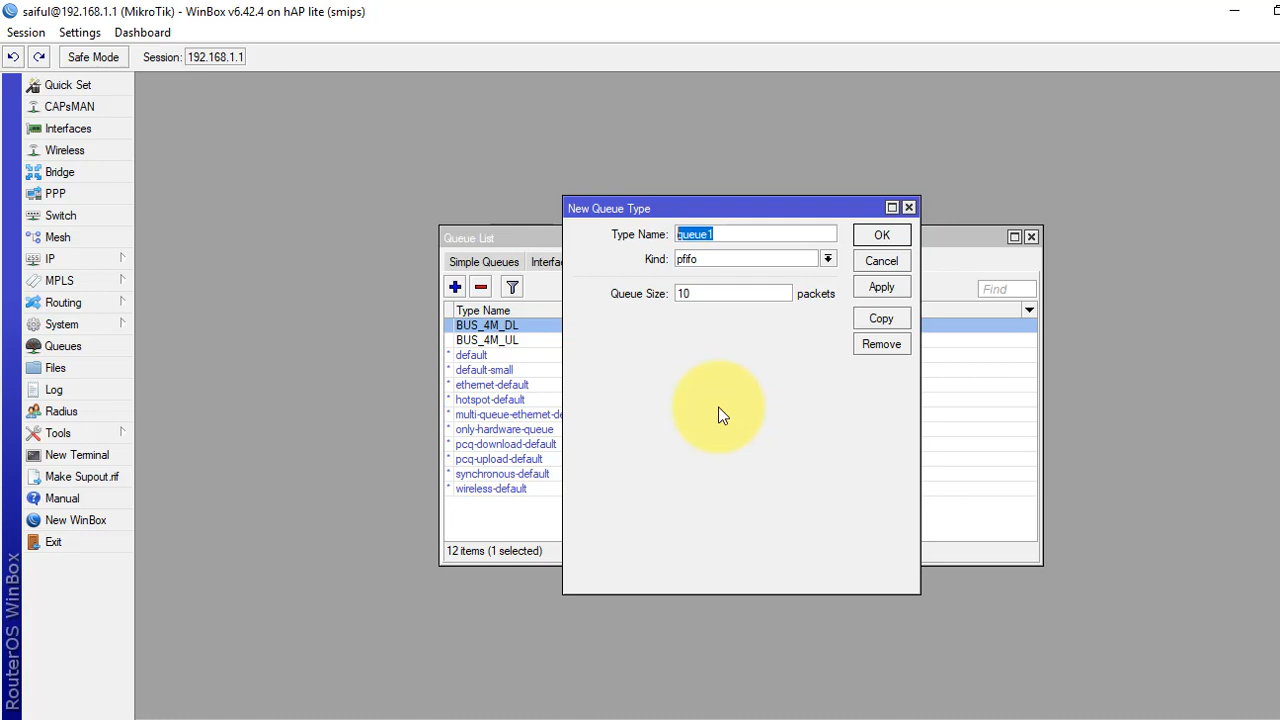 saiful@192.168.1.1 (MikroTik) - WinBox v6.42.4 on hAP lite (smips)
Session Settings Dashboard
Safe Mode Session: 192.168.1.1
Quick Set
CAPsMAN
Interfaces
Wireless
Bridge
PPP
Switch
Mesh
IP
MPLS
Routing
System
Queues
Files
Log
Radius
Tools
New Terminal
Make Supout.rif
Manual
New WinBox
Exit
RouterOS WinBox
Queue List
Simple Queues Interfa
Find
Type Name
BUS_4M_DL
BUS_4M_UL
* default
* default-small
* ethernet-default
* hotspot-default
* multi-queue-ethernet-de
* only-hardware-queue
* pcq-download-default
* pcq-upload-default
* synchronous-default
* wireless-default
12 items (1 selected)
New Queue Type
Type Name: queue1
Kind: pfifo
Queue Size: 10 packets
OK
Cancel
Apply
Copy
Remove